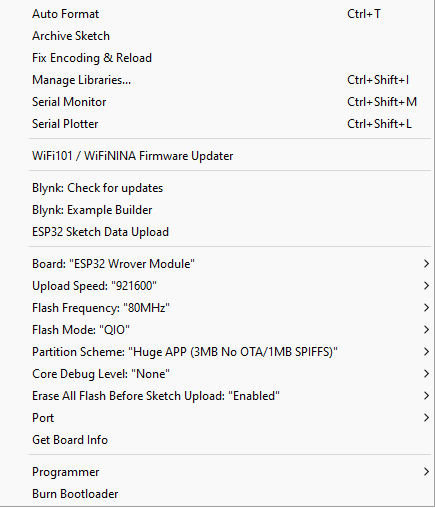 Auto Format Ctrl+T
Archive Sketch
Fix Encoding & Reload
Manage Libraries... Ctrl+Shift+I
Serial Monitor Ctrl+Shift+M
Serial Plotter Ctrl+Shift+L
WiFi101 / WiFiNINA Firmware Updater
Blynk: Check for updates
Blynk: Example Builder
ESP32 Sketch Data Upload
Board: "ESP32 Wrover Module"
Upload Speed: "921600"
Flash Frequency: "80MHz"
Flash Mode: "QIO"
Partition Scheme: "Huge APP (3MB No OTA/1MB SPIFFS)"
Core Debug Level: "None"
Erase All Flash Before Sketch Upload: "Enabled"
Port
Get Board Info
Programmer
Burn Bootloader